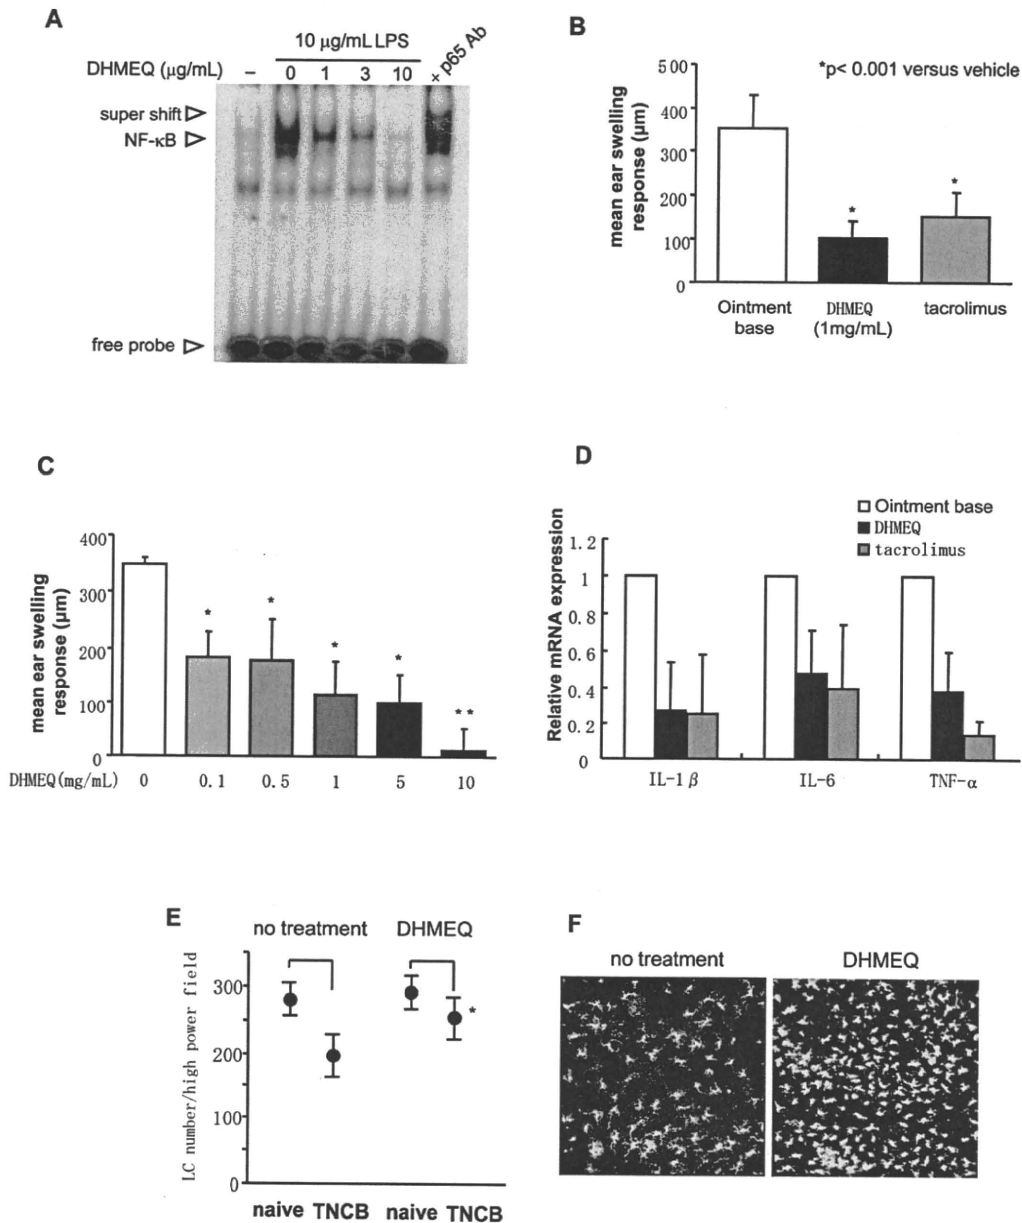 A
10 µg/mL LPS
DHMEQ (µg/mL) – 0 1 3 10 + p65 Ab
super shift
NF-κB
free probe
B
*p< 0.001 versus vehicle
mean ear swelling
response (µm)
500
400
300
200
100
0
*
*
Ointment
base
DHMEQ
(1mg/mL)
tacrolimus
C
mean ear swelling
response (µm)
400
300
200
100
0
*
*
*
*
**
DHMEQ(mg/mL) 0 0.1 0.5 1 5 10
D
Ointment base
DHMEQ
tacrolimus
Relative mRNA expression
1.2
1
0.8
0.6
0.4
0.2
0
IL-1 β IL-6 TNF-α
E
no treatment DHMEQ
LC number/high power field
300
200
100
0
*
naive TNCB naive TNCB
F
no treatment DHMEQ